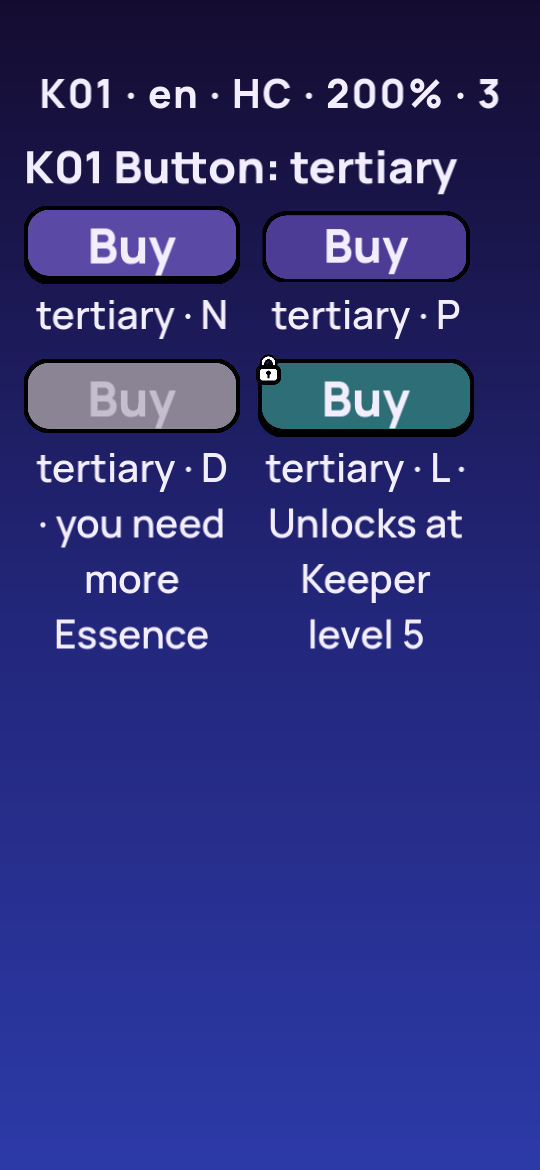 K01 · en · HC · 200% · 3
K01 Button: tertiary
Buy
Buy
tertiary · N
tertiary · P
Buy
Buy
tertiary · D
· you need
more
Essence
tertiary · L ·
Unlocks at
Keeper
level 5